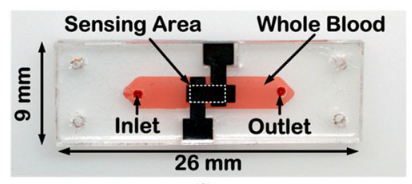 Sensing Area
Whole Blood
9 mm
Inlet
Outlet
26 mm